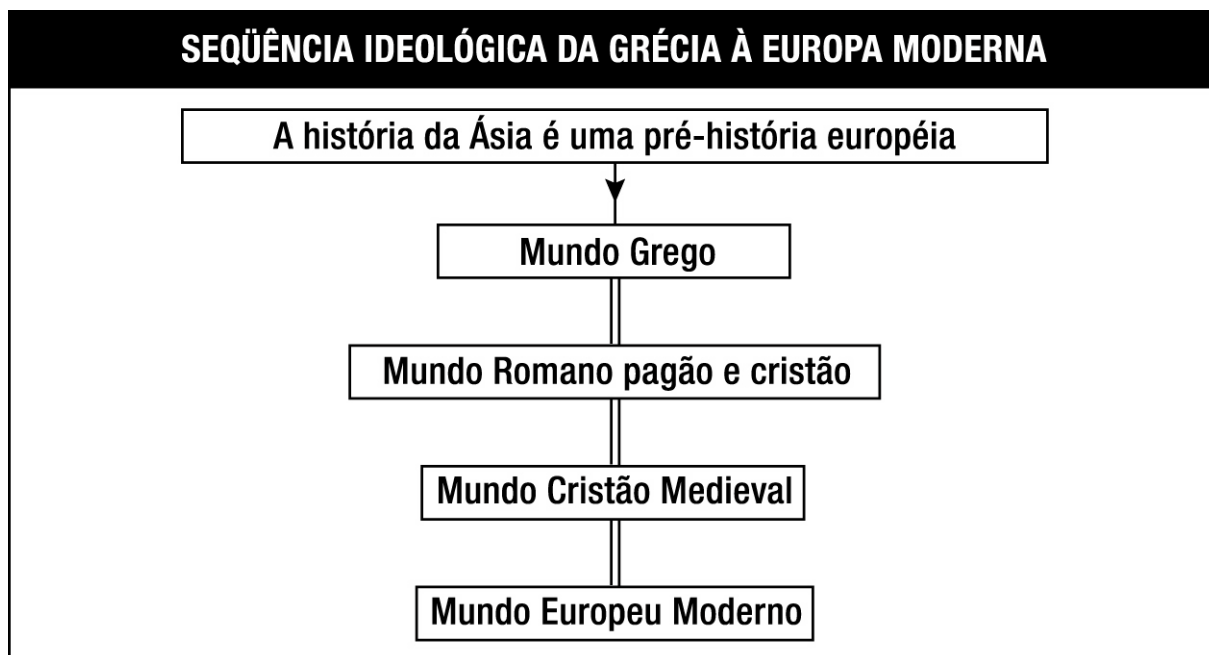 SEQÜÊNCIA IDEOLÓGICA DA GRÉCIA À EUROPA MODERNA
A história da Ásia é uma pré-história européia
Mundo Grego
Mundo Romano pagão e cristão
Mundo Cristão Medieval
Mundo Europeu Moderno